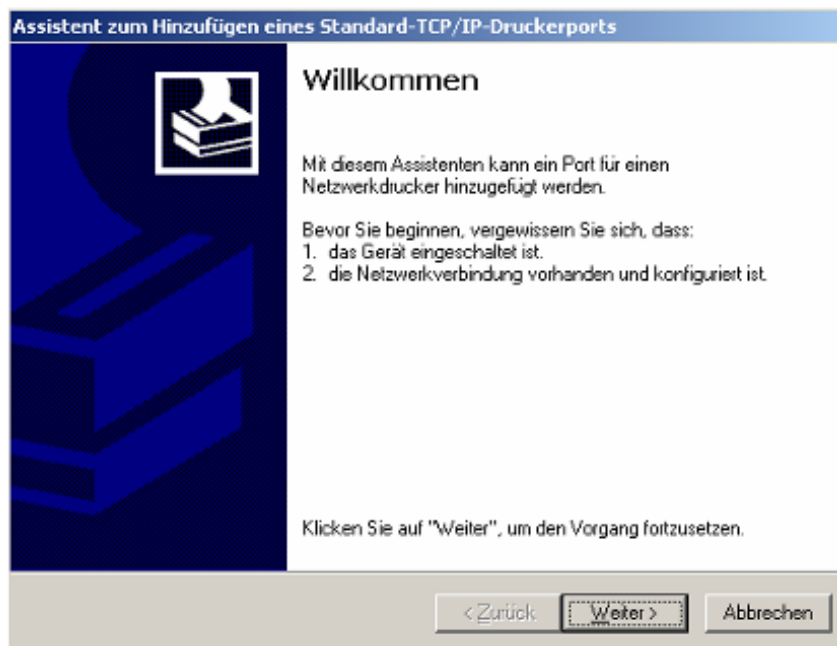 Assistent zum Hinzufügen eines Standard-TCP/IP-Druckerports
Willkommen
Mit diesem Assistenten kann ein Port für einen
Netzwerkdrucker hinzugefügt werden.
Bevor Sie beginnen, vergewissern Sie sich, dass:
1. das Gerät eingeschaltet ist.
2. die Netzwerkverbindung vorhanden und konfiguriert ist.
Klicken Sie auf "Weiter", um den Vorgang fortzusetzen.
< Zurück Weiter > Abbrechen